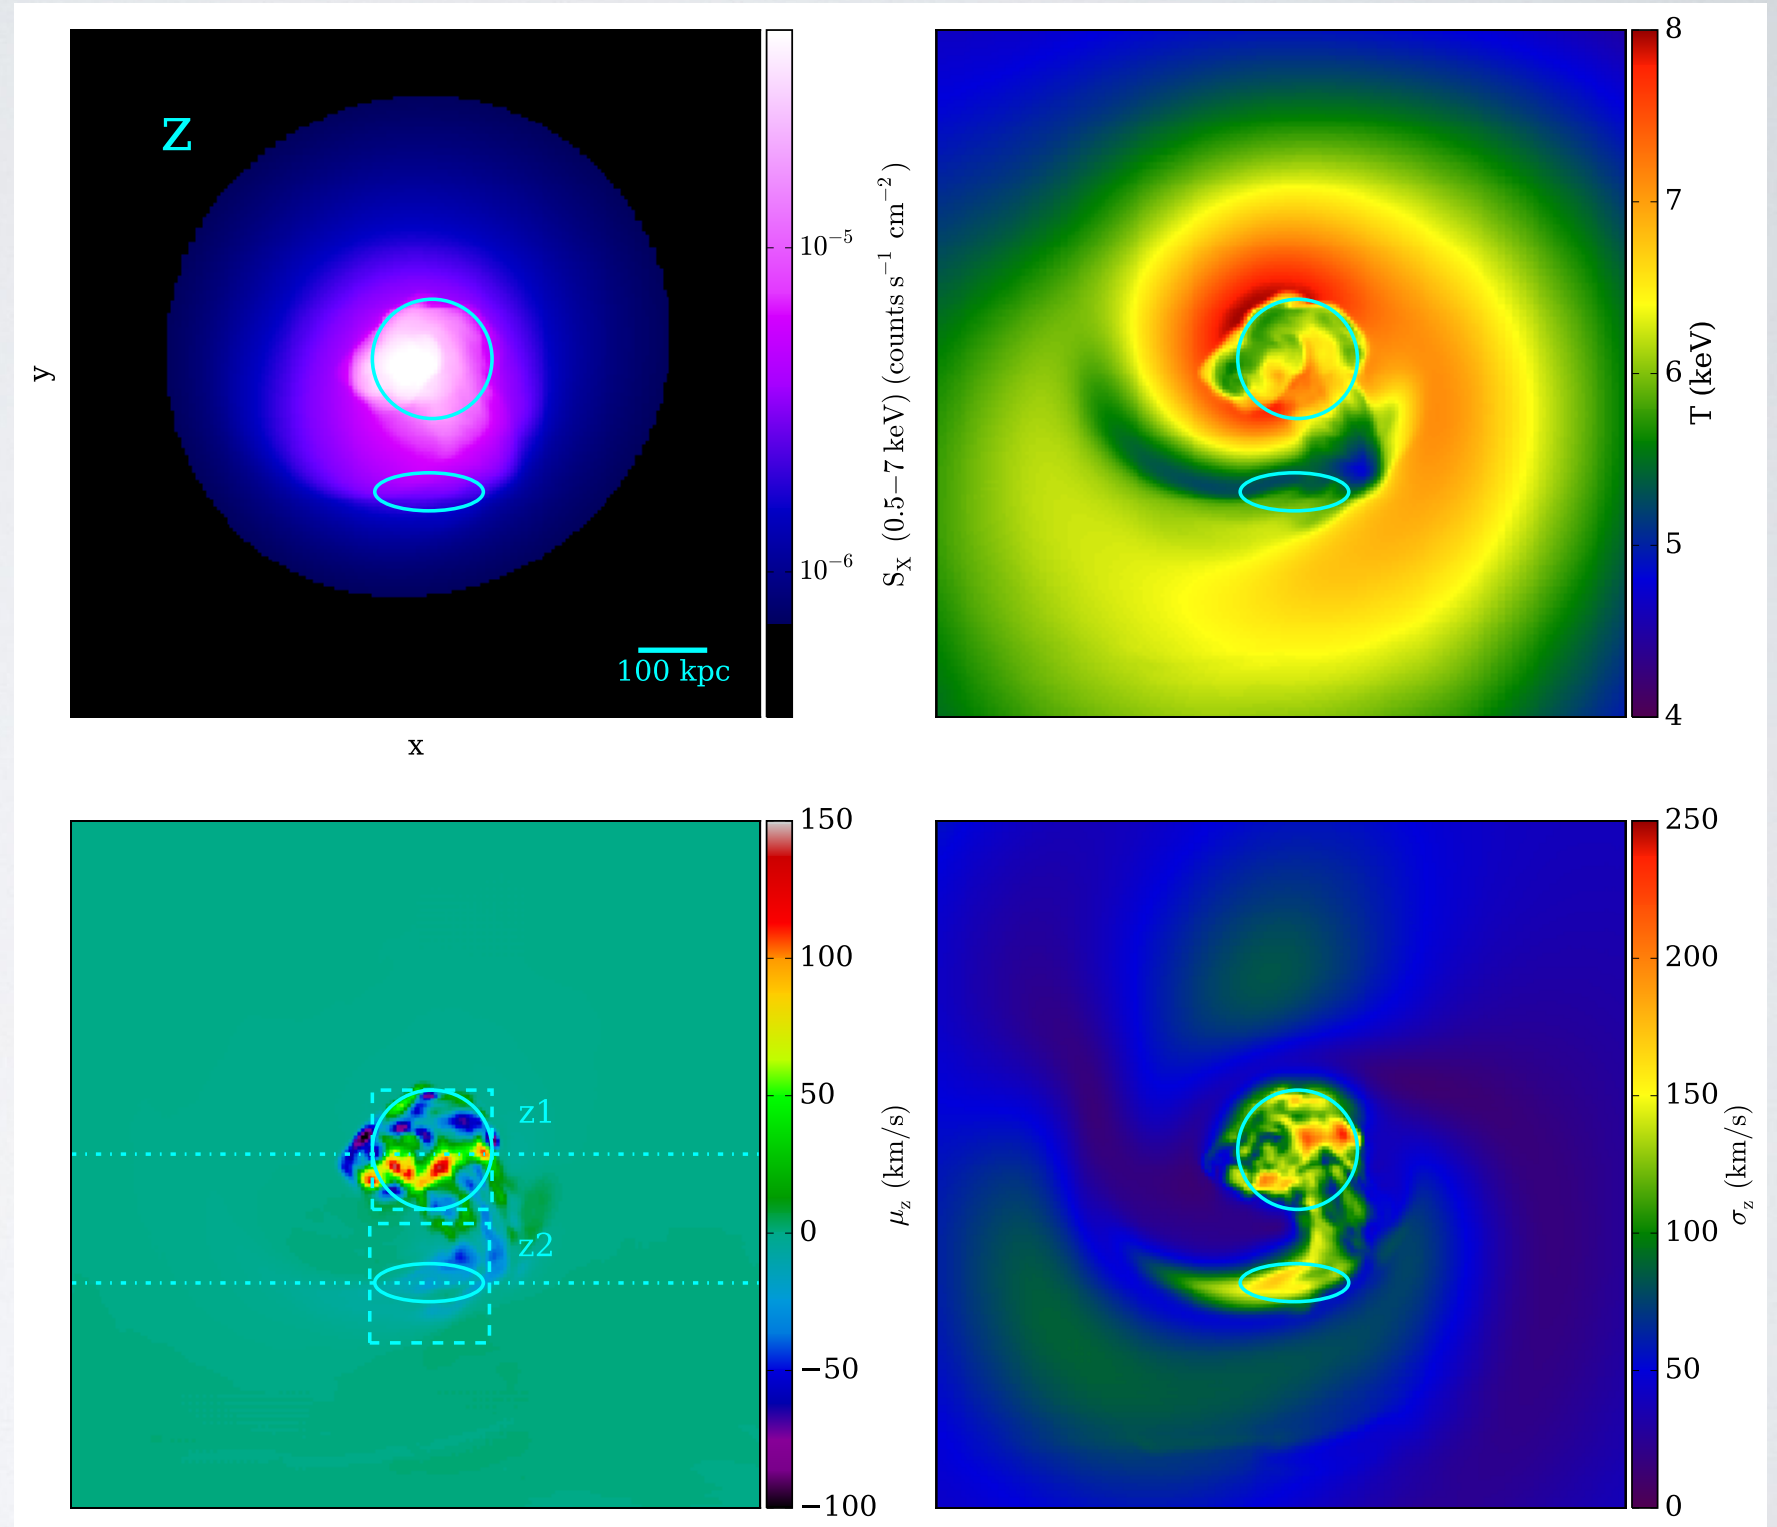 z
y
x
100 kpc
10⁻⁵
10⁻⁶
S_X (0.5−7 keV) (counts s⁻¹ cm⁻²)
8
7
6
5
4
T (keV)
z1
z2
150
100
50
0
−50
−100
μ_z (km/s)
250
200
150
100
50
0
σ_z (km/s)